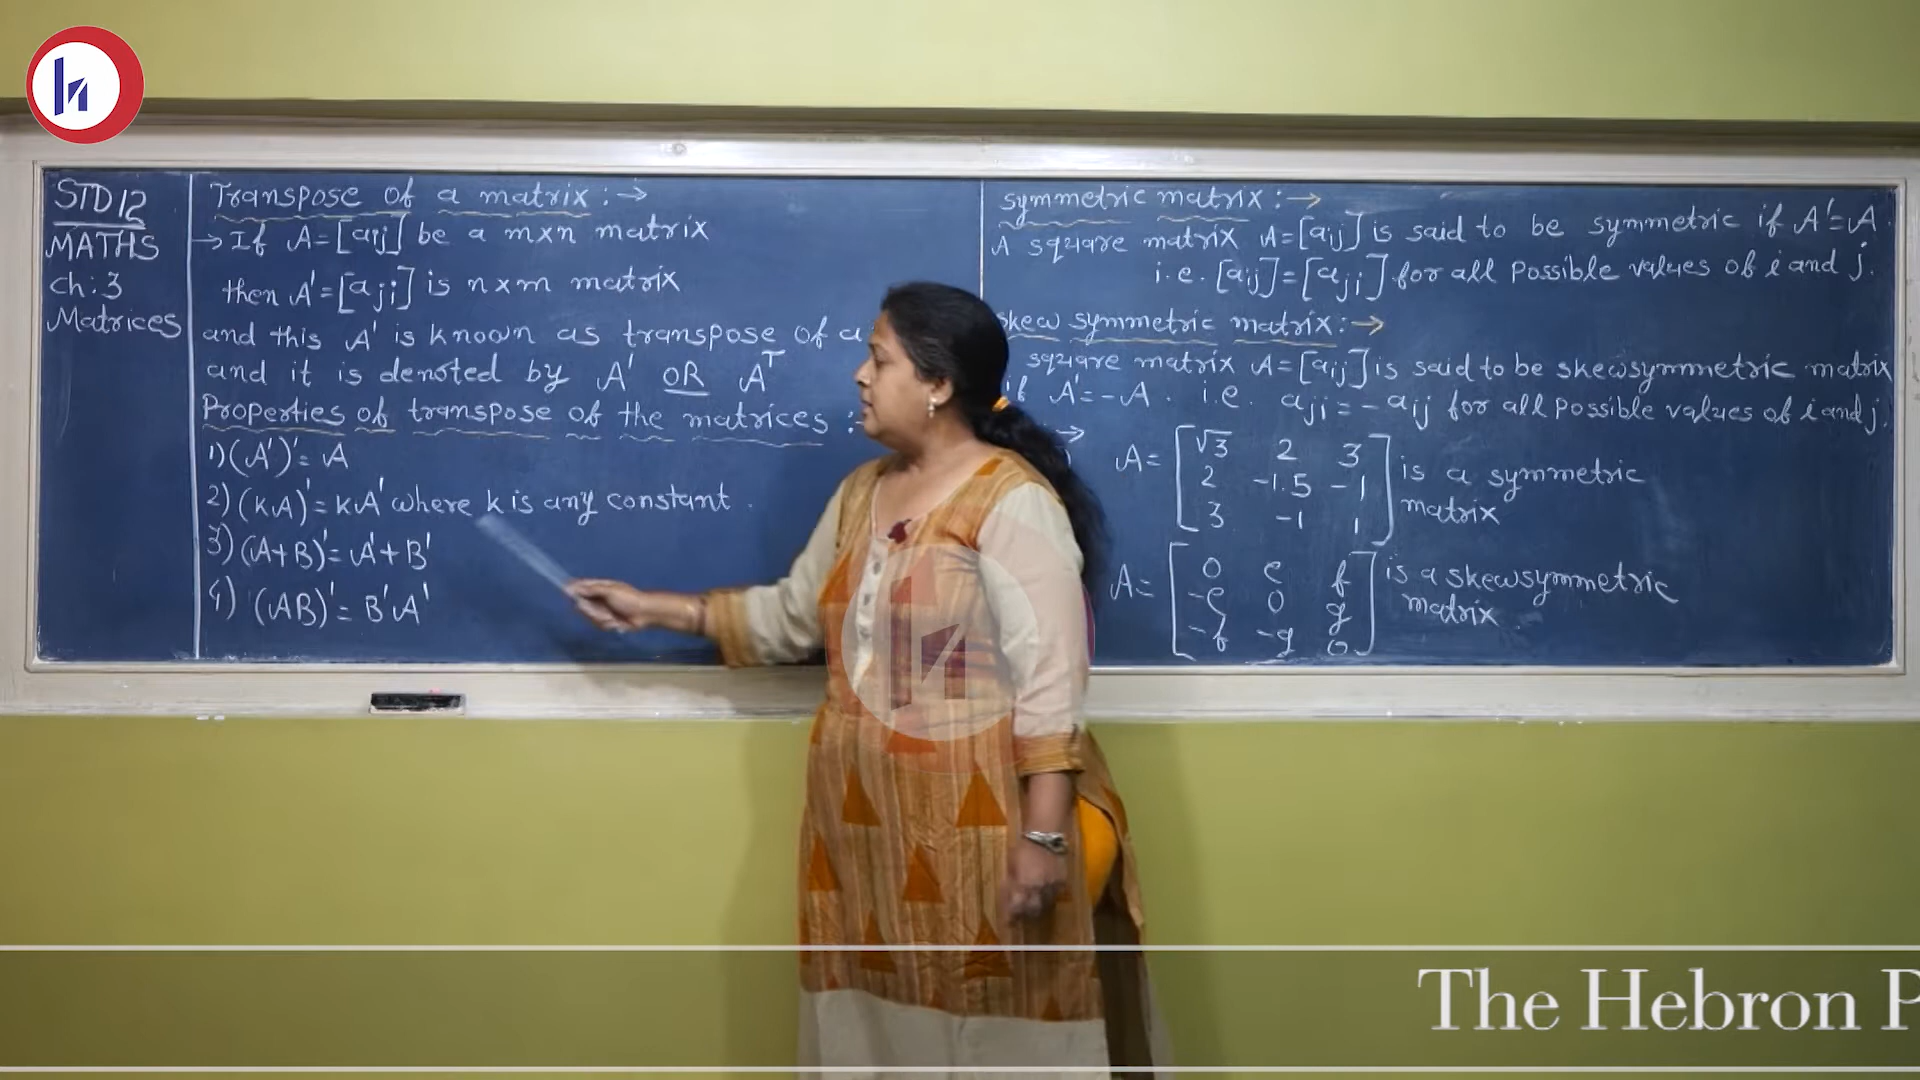 STD 12
MATHS
ch:3
Matrices
Transpose of a matrix :→
→ If A=[aij] be a m×n matrix
then A'=[aji] is n×m matrix
and this A' is known as transpose of a
and it is denoted by A' OR Aᵀ
Properties of transpose of the matrices :
1) (A')'= A
2) (KA)'= KA' where k is any constant .
3) (A+B)'= A'+B'
4) (AB)'= B'A'
symmetric matrix :→
A square matrix A=[aij] is said to be symmetric if A'=A.
i.e. [aij]=[aji] for all possible values of i and j.
skew symmetric matrix :→
square matrix A=[aij] is said to be skewsymmetric matrix
if A'=-A. i.e. aji=-aij for all possible values of i and j.
→
A= [ √3 2 3
2 -1.5 -1
3 -1 1 ] is a symmetric
matrix
A= [ 0 e f
-e 0 g
-f -g 0 ] is a skewsymmetric
matrix .
The Hebron P